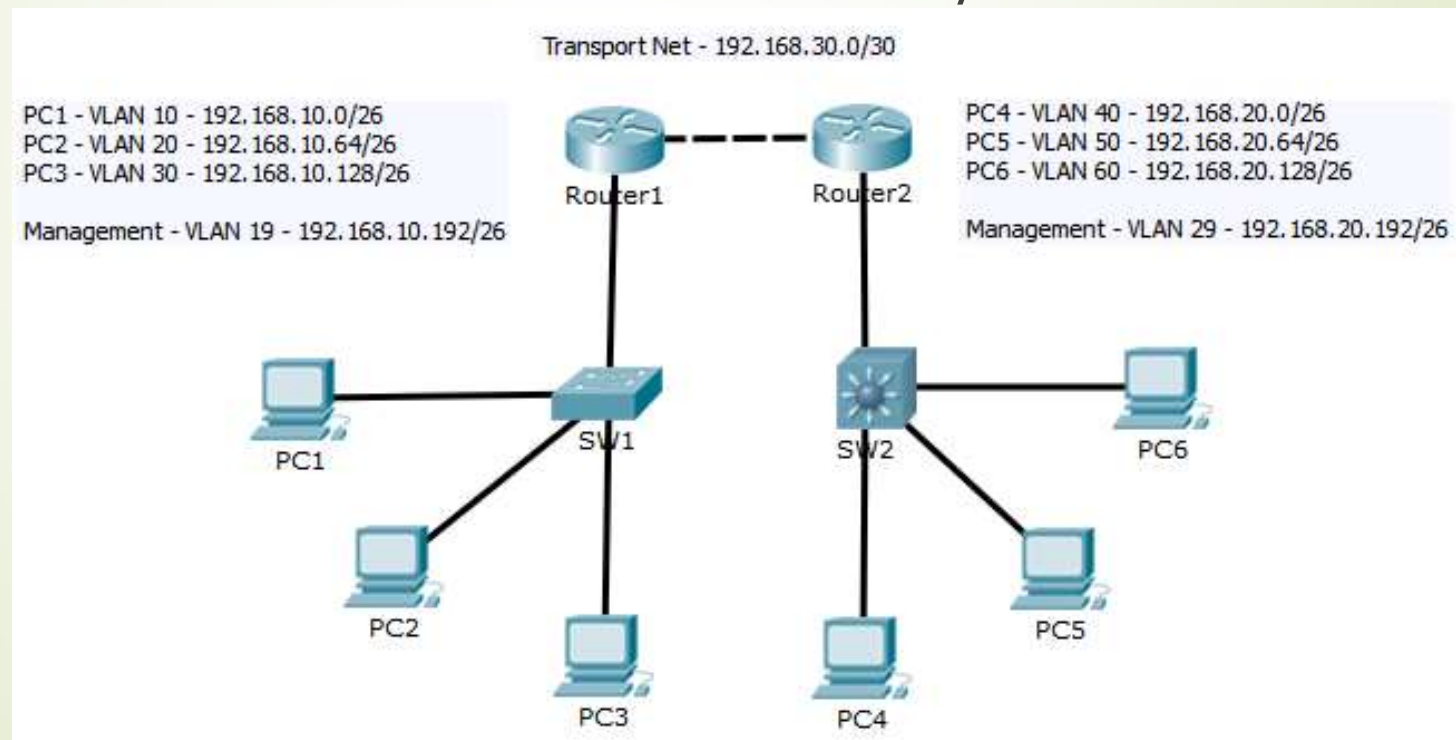 Transport Net - 192.168.30.0/30
PC1 - VLAN 10 - 192.168.10.0/26
PC2 - VLAN 20 - 192.168.10.64/26
PC3 - VLAN 30 - 192.168.10.128/26
Management - VLAN 19 - 192.168.10.192/26
PC4 - VLAN 40 - 192.168.20.0/26
PC5 - VLAN 50 - 192.168.20.64/26
PC6 - VLAN 60 - 192.168.20.128/26
Management - VLAN 29 - 192.168.20.192/26
Router1
Router2
PC1
SW1
SW2
PC6
PC2
PC5
PC3
PC4